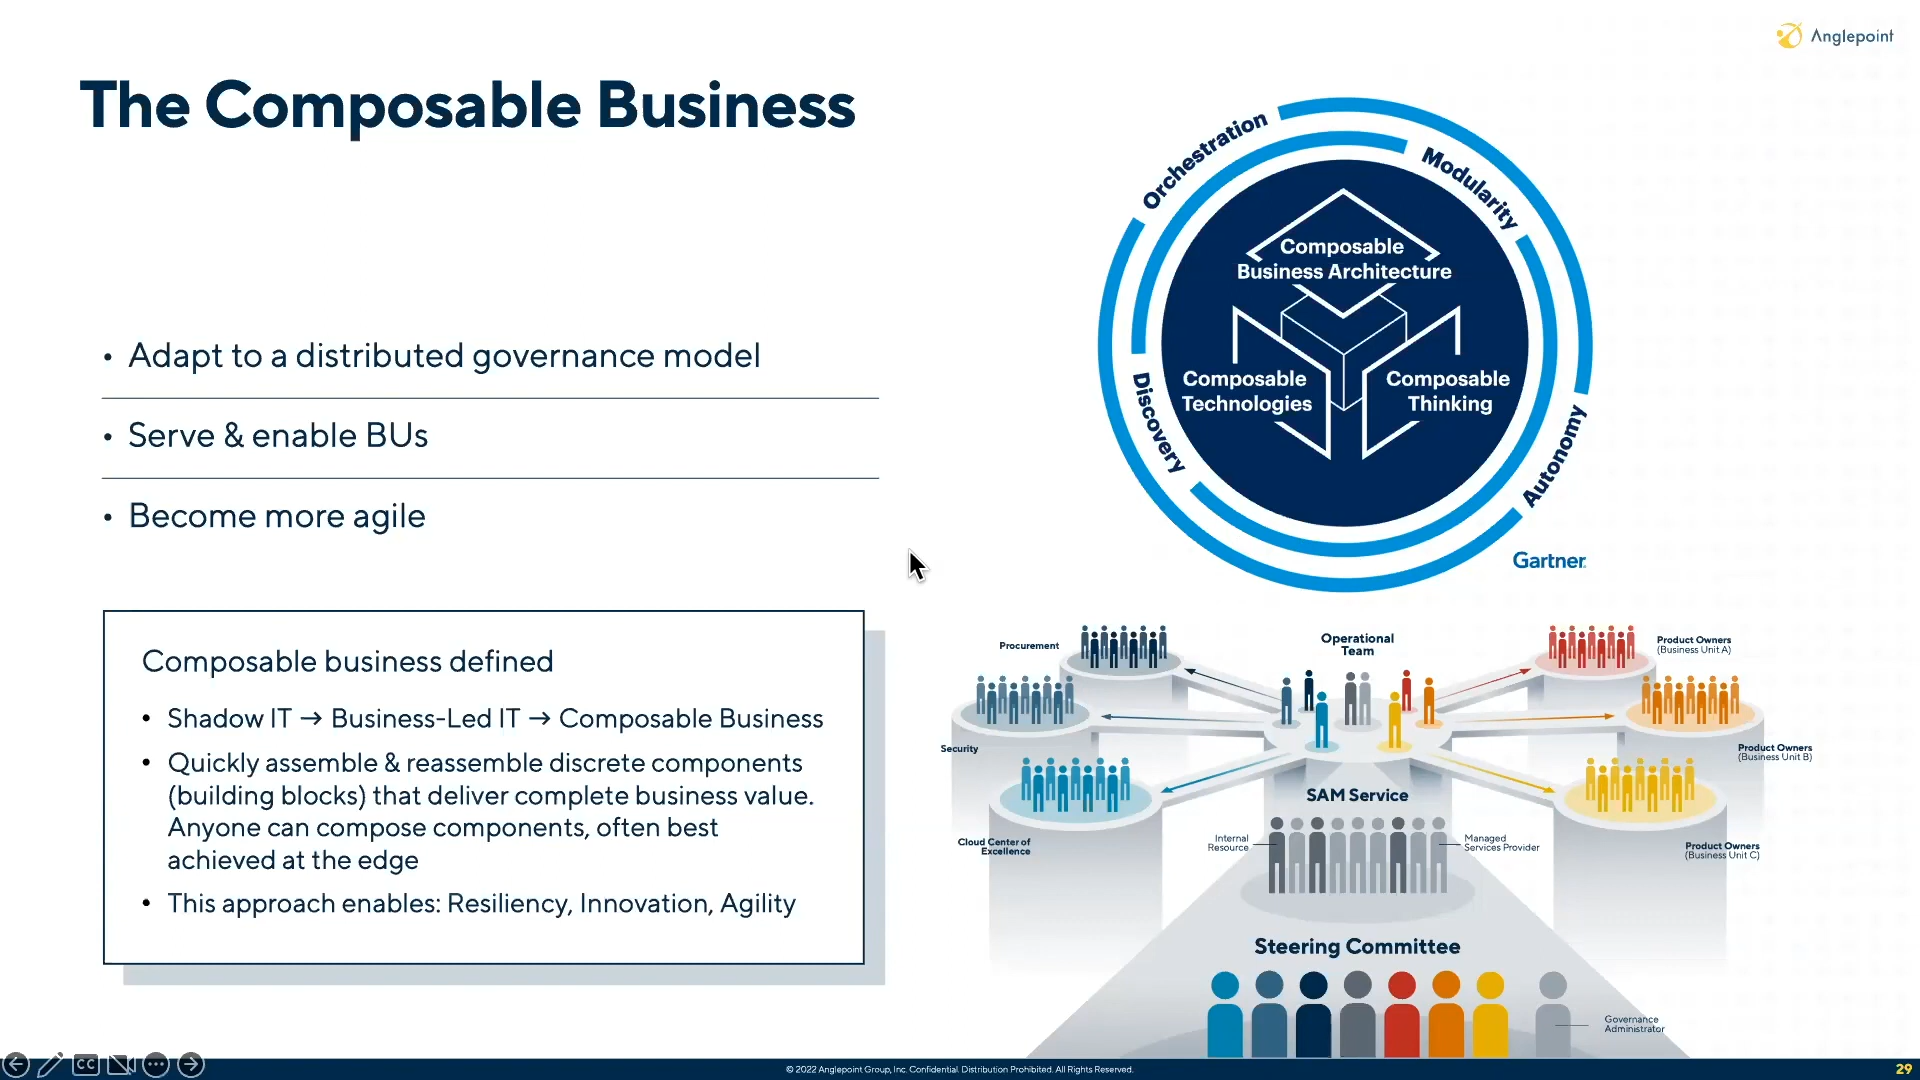 Anglepoint
The Composable Business
• Adapt to a distributed governance model
• Serve & enable BUs
• Become more agile
Composable business defined
• Shadow IT → Business-Led IT → Composable Business
• Quickly assemble & reassemble discrete components
(building blocks) that deliver complete business value.
Anyone can compose components, often best
achieved at the edge
• This approach enables: Resiliency, Innovation, Agility
Orchestration
Modularity
Discovery
Autonomy
Composable
Business Architecture
Composable
Technologies
Composable
Thinking
Gartner
Procurement
Operational
Team
Product Owners
(Business Unit A)
Security
Product Owners
(Business Unit B)
Cloud Center of
Excellence
SAM Service
Internal
Resource
Managed
Services Provider
Product Owners
(Business Unit C)
Steering Committee
Governance
Administrator
CC
© 2022 Anglepoint Group, Inc. Confidential. Distribution Prohibited. All Rights Reserved.
29